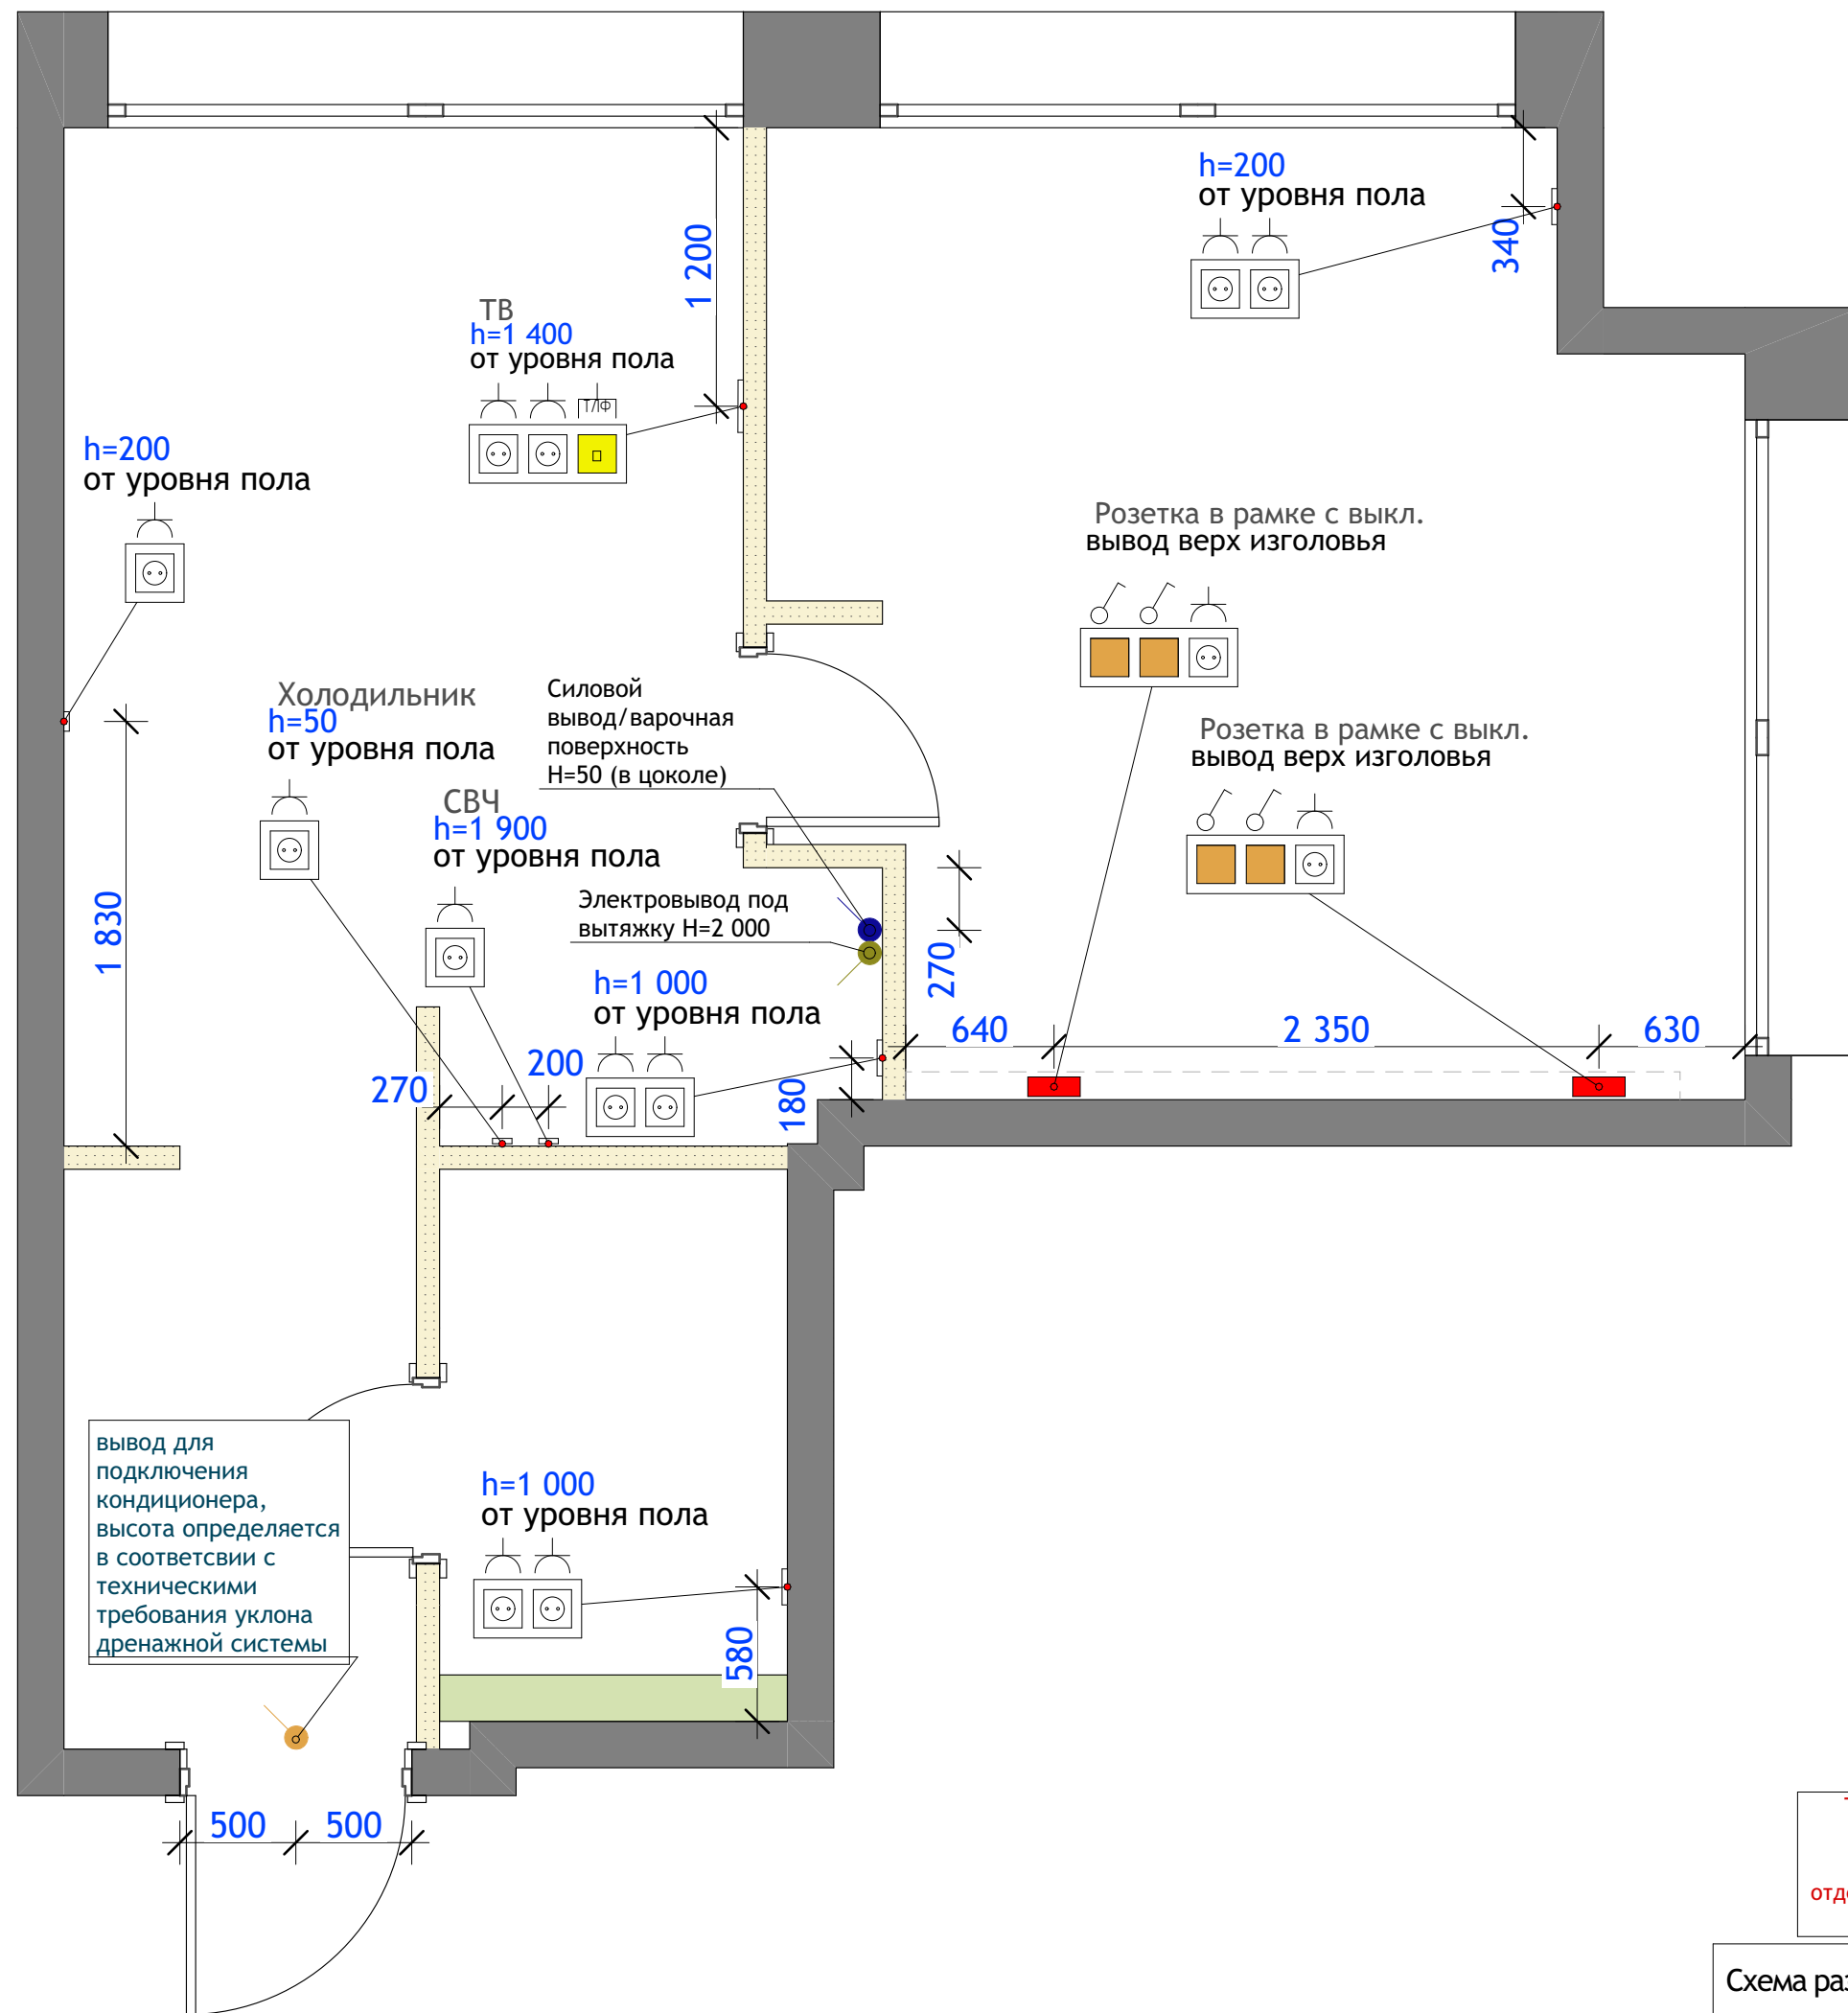 h=200
от уровня пола
340
1 200
ТВ
h=1 400
от уровня пола
Т/Ф
h=200
от уровня пола
Розетка в рамке с выкл.
вывод верх изголовья
Холодильник
h=50
от уровня пола
Силовой
вывод/варочная
поверхность
Н=50 (в цоколе)
Розетка в рамке с выкл.
вывод верх изголовья
СВЧ
h=1 900
от уровня пола
Электровывод под
вытяжку Н=2 000
1 830
270
h=1 000
от уровня пола
640
2 350
630
200
270
180
вывод для
подключения
кондиционера,
высота определяется
в соответсвии с
техническими
требования уклона
дренажной системы
h=1 000
от уровня пола
580
500
500
Схема